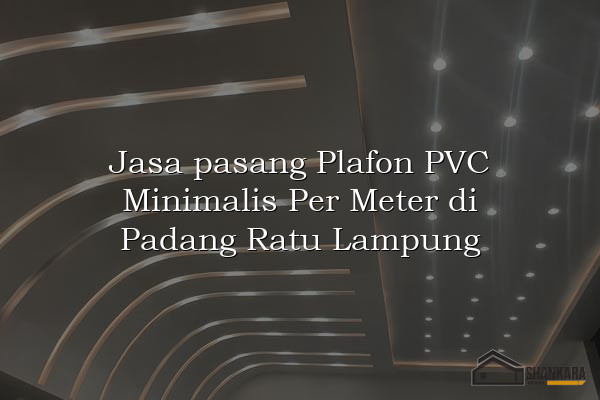 Jasa pasang Plafon PVC
Minimalis Per Meter di
Padang Ratu Lampung
SHANKARA